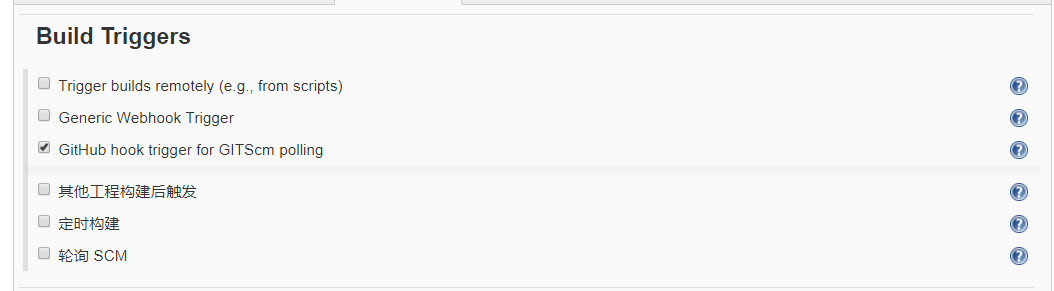 Build Triggers
Trigger builds remotely (e.g., from scripts)
Generic Webhook Trigger
GitHub hook trigger for GITScm polling
其他工程构建后触发
定时构建
轮询 SCM